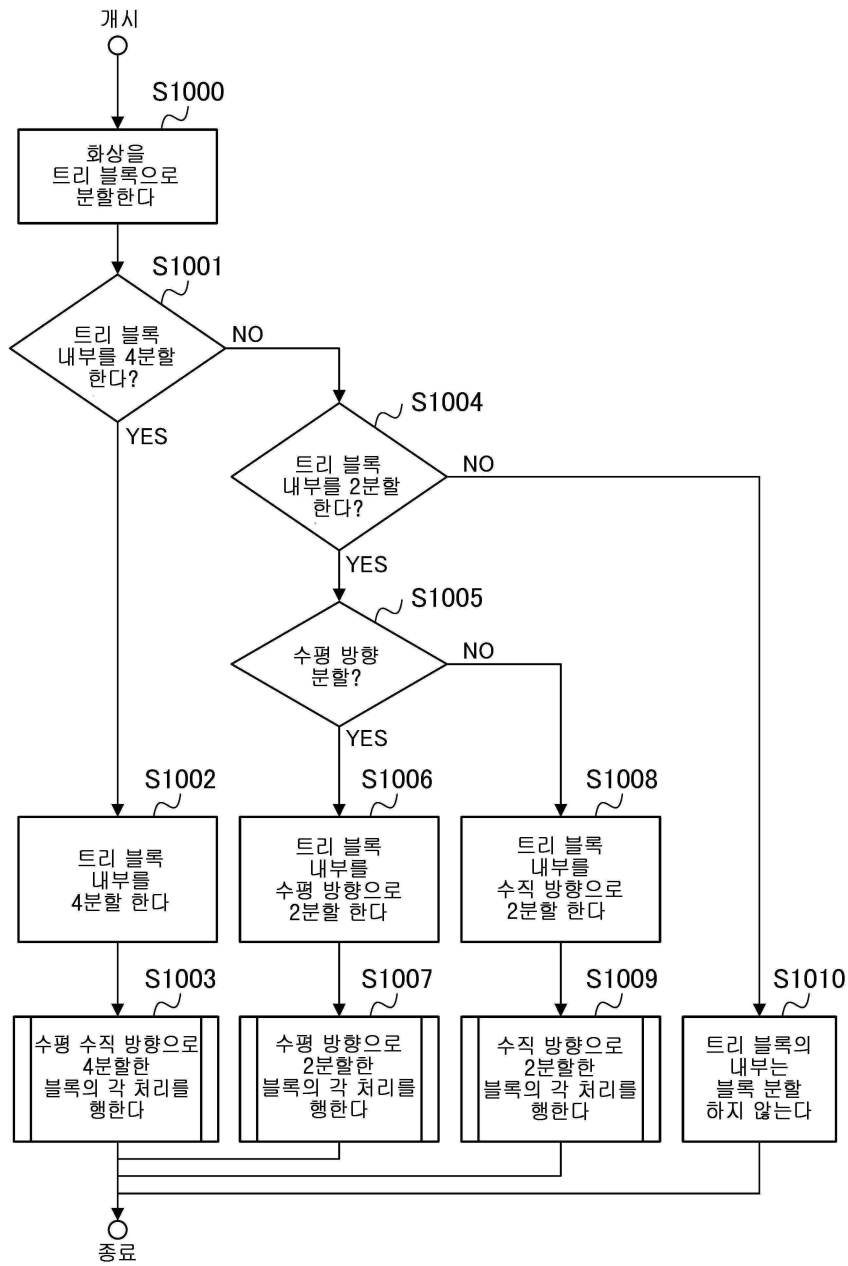 개시
S1000
화상을
트리 블록으로
분할한다
S1001
트리 블록
내부를 4분할
한다?
NO
YES
S1004
트리 블록
내부를 2분할
한다?
NO
YES
S1005
수평 방향
분할?
NO
YES
S1002
트리 블록
내부를
4분할 한다
S1006
트리 블록
내부를
수평 방향으로
2분할 한다
S1008
트리 블록
내부를
수직 방향으로
2분할 한다
S1003
수평 수직 방향으로
4분할한
블록의 각 처리를
행한다
S1007
수평 방향으로
2분할한
블록의 각 처리를
행한다
S1009
수직 방향으로
2분할한
블록의 각 처리를
행한다
S1010
트리 블록의
내부는
블록 분할
하지 않는다
종료